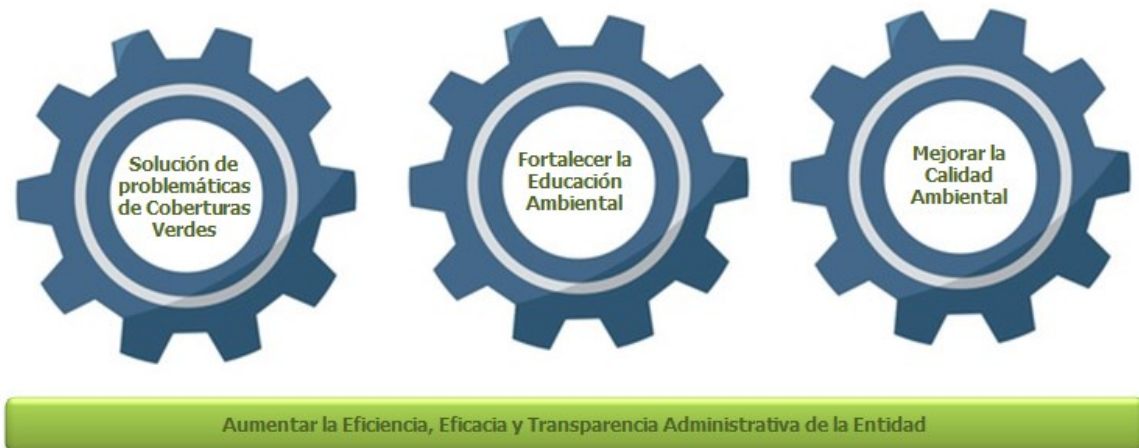 Solución de
problemáticas
de Coberturas
Verdes
Fortalecer la
Educación
Ambiental
Mejorar la
Calidad
Ambiental
Aumentar la Eficiencia, Eficacia y Transparencia Administrativa de la Entidad